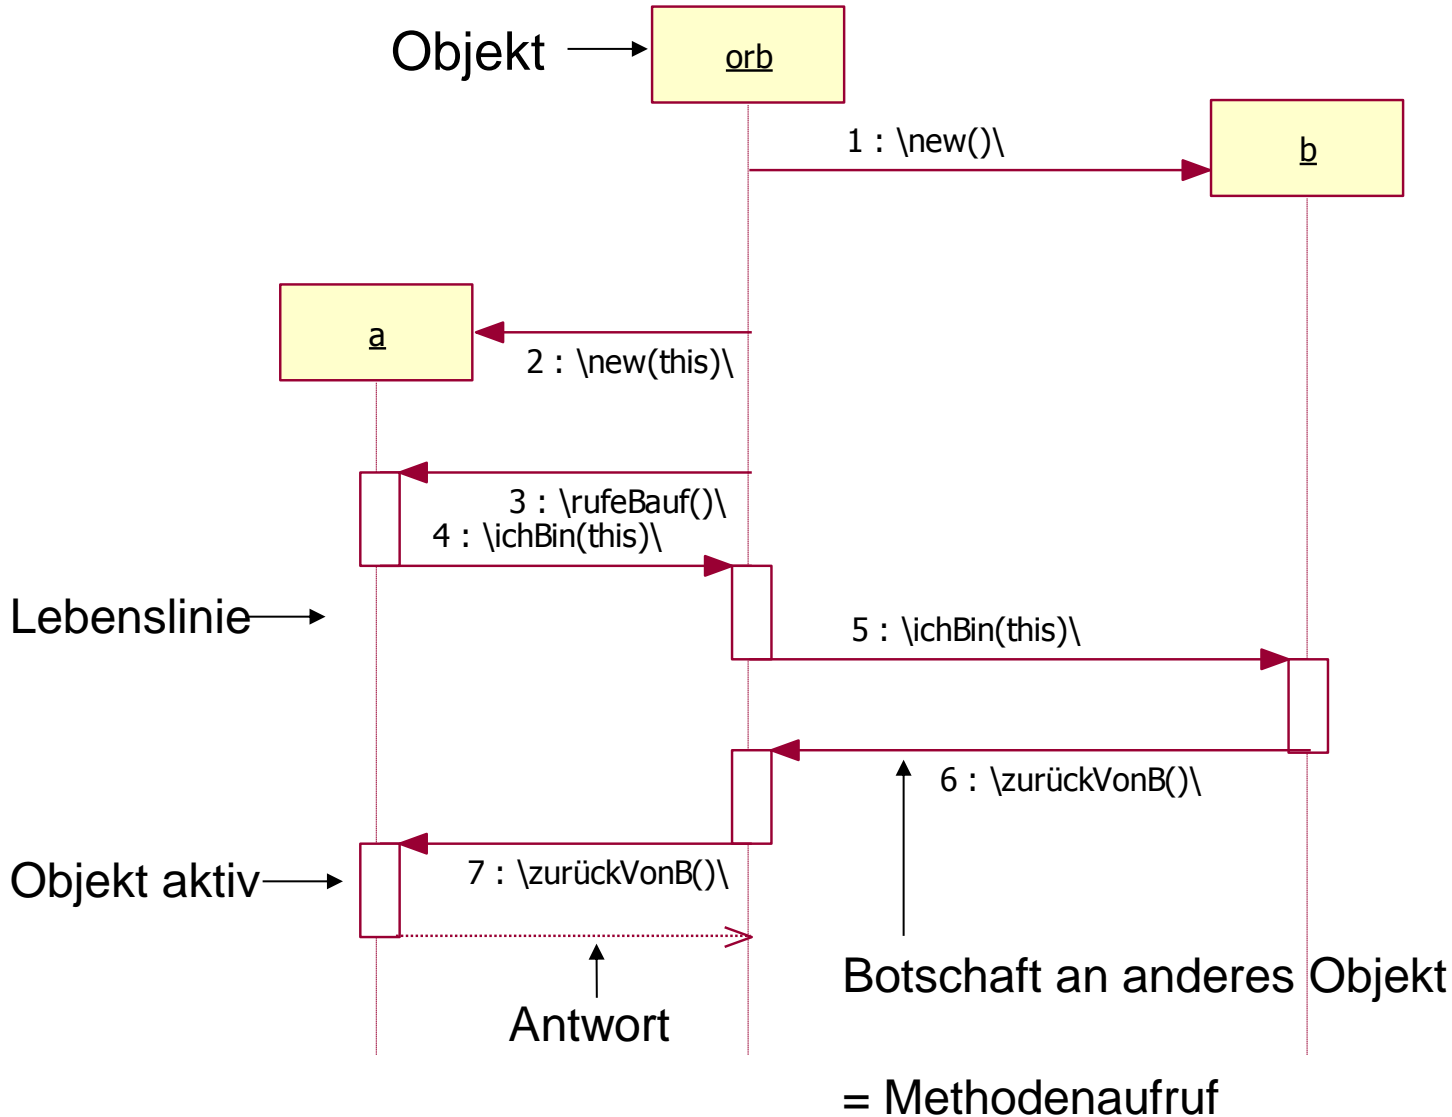 Objekt
orb
1 : \new()\
b
a
2 : \new(this)\
3 : \rufeBauf()\
4 : \ichBin(this)\
Lebenslinie
5 : \ichBin(this)\
6 : \zurückVonB()\
Objekt aktiv
7 : \zurückVonB()\
Botschaft an anderes Objekt
Antwort
= Methodenaufruf